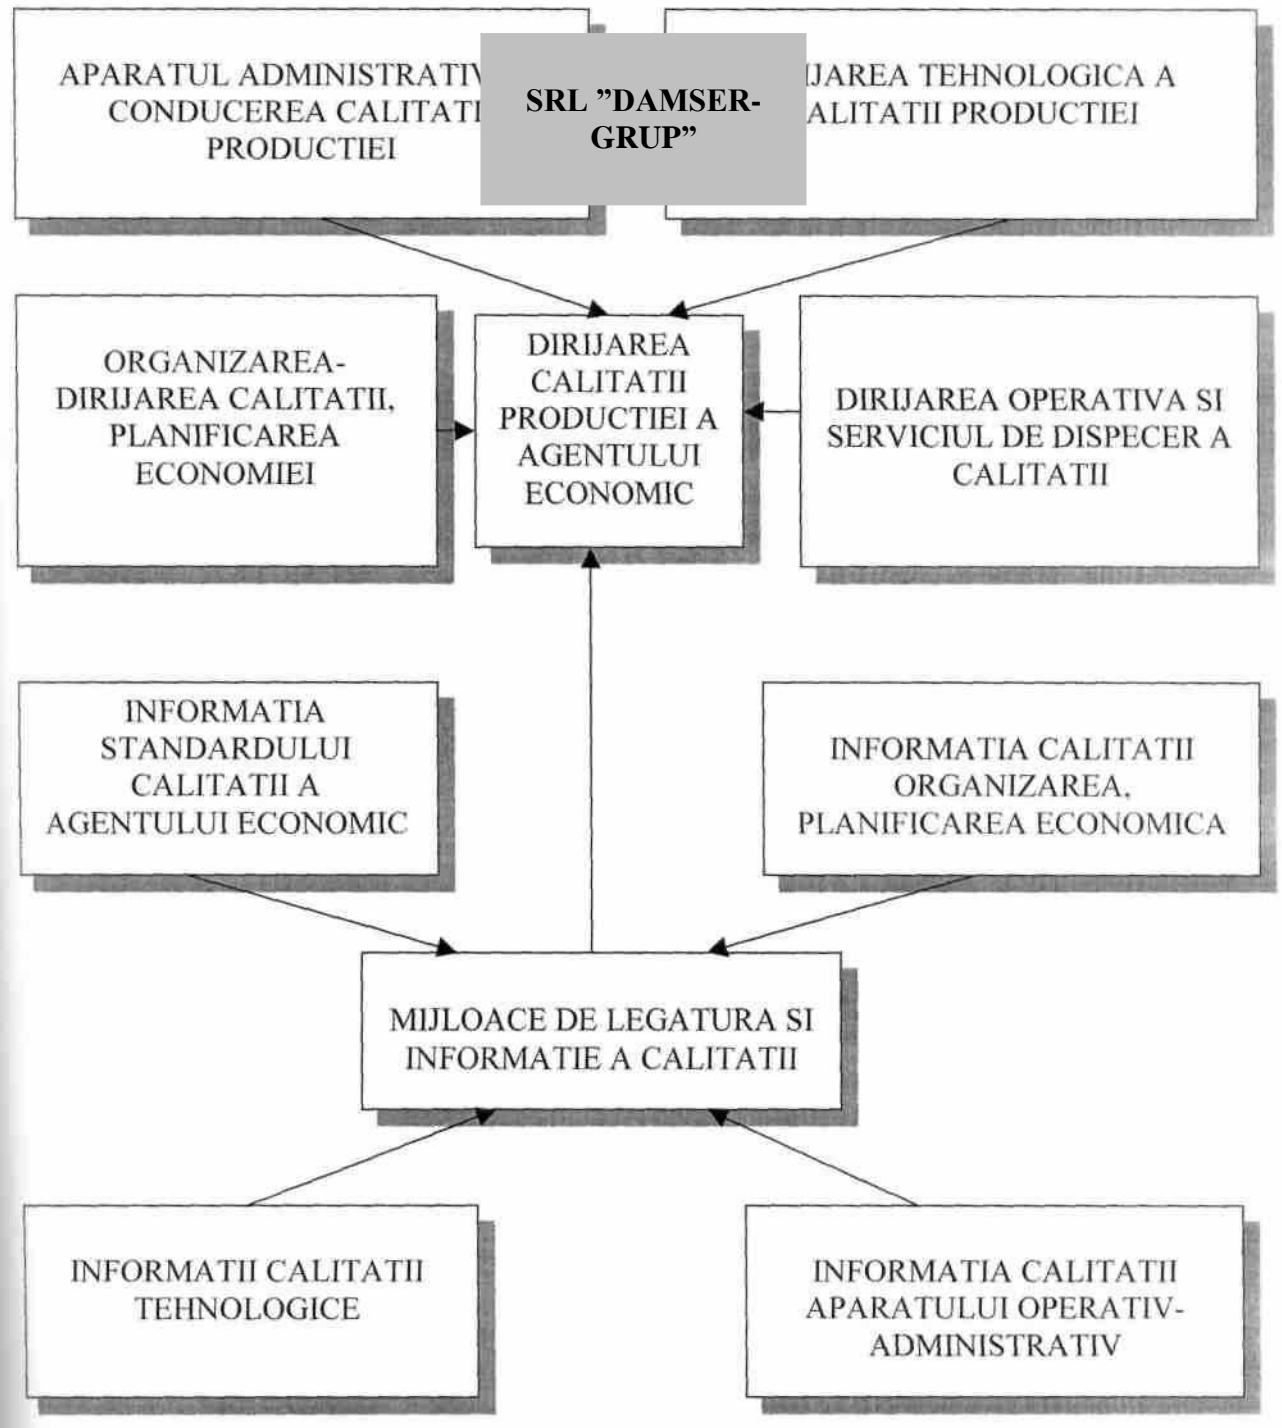 APARATUL ADMINISTRATIV
CONDUCEREA CALITATI
PRODUCTIEI
SRL ”DAMSER-
GRUP”
TEHNOLOGICA A
PRODUCTIEI
ORGANIZAREA-
DIRIJAREA CALITATII,
PLANIFICAREA
ECONOMIEI
DIRIJAREA
CALITATII
PRODUCTIEI A
AGENTULUI
ECONOMIC
DIRIJAREA OPERATIVA SI
SERVICIUL DE DISPECER A
CALITATII
INFORMATIA
STANDARDULUI
CALITATII A
AGENTULUI ECONOMIC
INFORMATIA CALITATII
ORGANIZAREA,
PLANIFICAREA ECONOMICA
MIJLOACE DE LEGATURA SI
INFORMATIE A CALITATII
INFORMATII CALITATII
TEHNOLOGICE
INFORMATIA CALITATII
APARATULUI OPERATIV-
ADMINISTRATIV